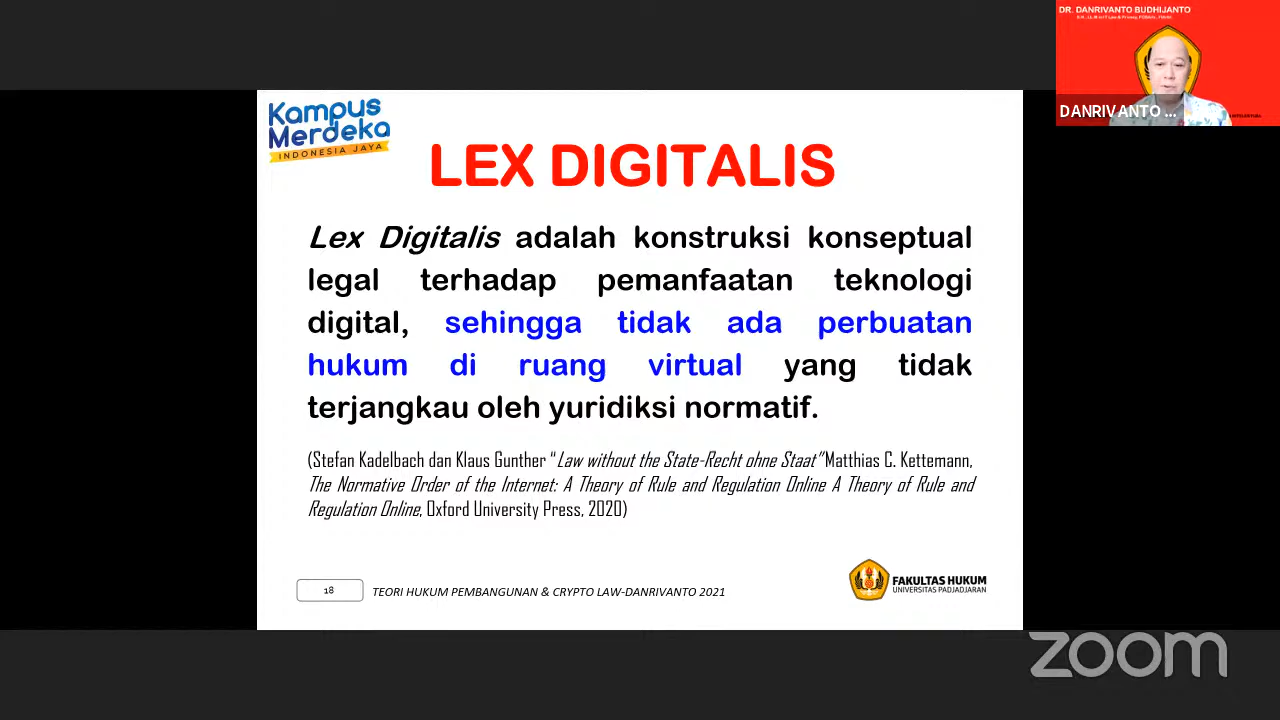 DR. DANRIVANTO BUDHIJANTO
DANRIVANTO ...
Kampus
Merdeka
INDONESIA JAYA
LEX DIGITALIS
Lex Digitalis adalah konstruksi konseptual
legal terhadap pemanfaatan teknologi
digital, sehingga tidak ada perbuatan
hukum di ruang virtual yang tidak
terjangkau oleh yuridiksi normatif.
(Stefan Kadelbach dan Klaus Gunther “Law without the State-Recht ohne Staat” Matthias C. Kettemann,
The Normative Order of the Internet: A Theory of Rule and Regulation Online A Theory of Rule and
Regulation Online, Oxford University Press, 2020)
18
TEORI HUKUM PEMBANGUNAN & CRYPTO LAW-DANRIVANTO 2021
FAKULTAS HUKUM
UNIVERSITAS PADJADJARAN
zoom